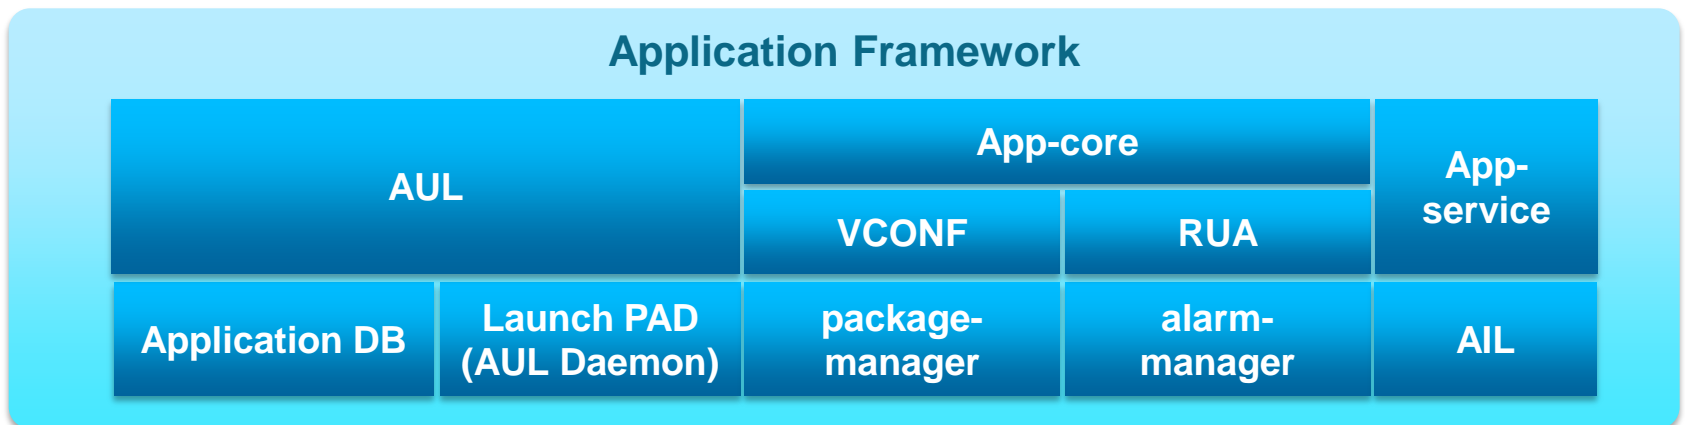 Application Framework
AUL
App-core
App-
service
VCONF
RUA
Application DB
Launch PAD
(AUL Daemon)
package-
manager
alarm-
manager
AIL